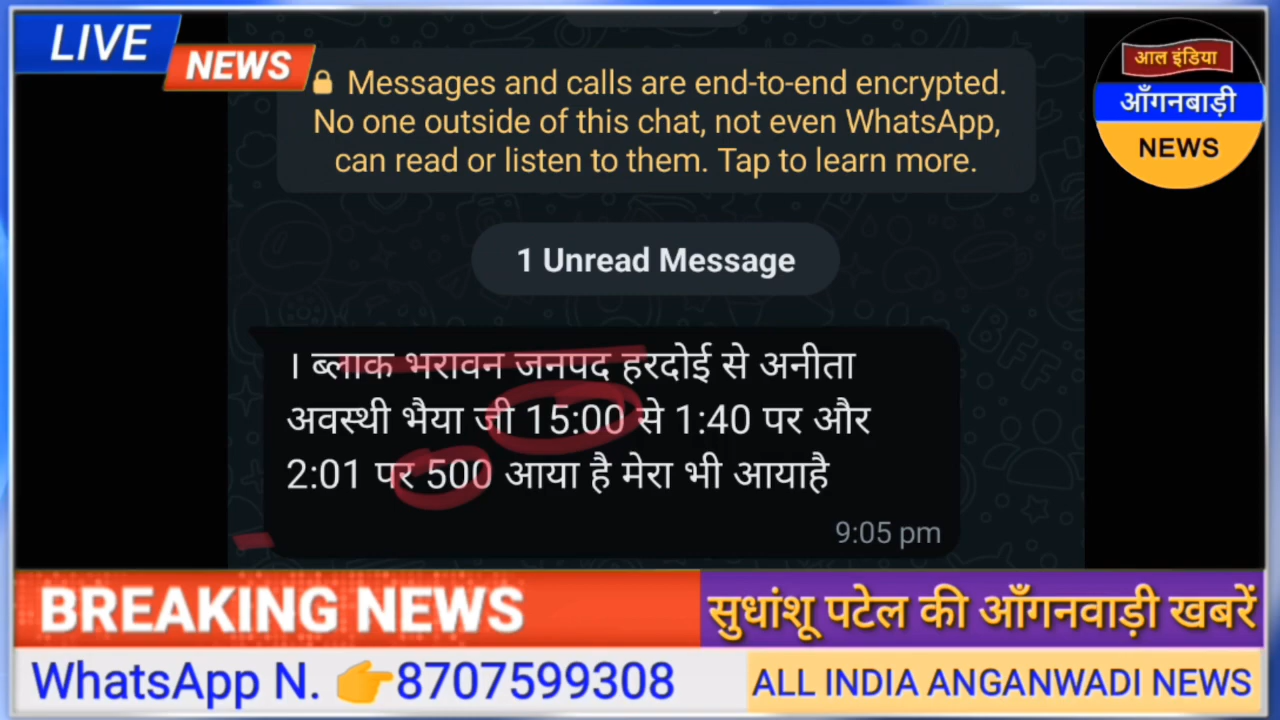 LIVE
NEWS
🔒 Messages and calls are end-to-end encrypted.
No one outside of this chat, not even WhatsApp,
can read or listen to them. Tap to learn more.
आल इंडिया
आँगनबाड़ी
NEWS
1 Unread Message
। ब्लाक भरावन जनपद हरदोई से अनीता
अवस्थी भैया जी 15:00 से 1:40 पर और
2:01 पर 500 आया है मेरा भी आयाहै
9:05 pm
BREAKING NEWS
सुधांशू पटेल की आँगनवाड़ी खबरें
WhatsApp N. 👉8707599308
ALL INDIA ANGANWADI NEWS